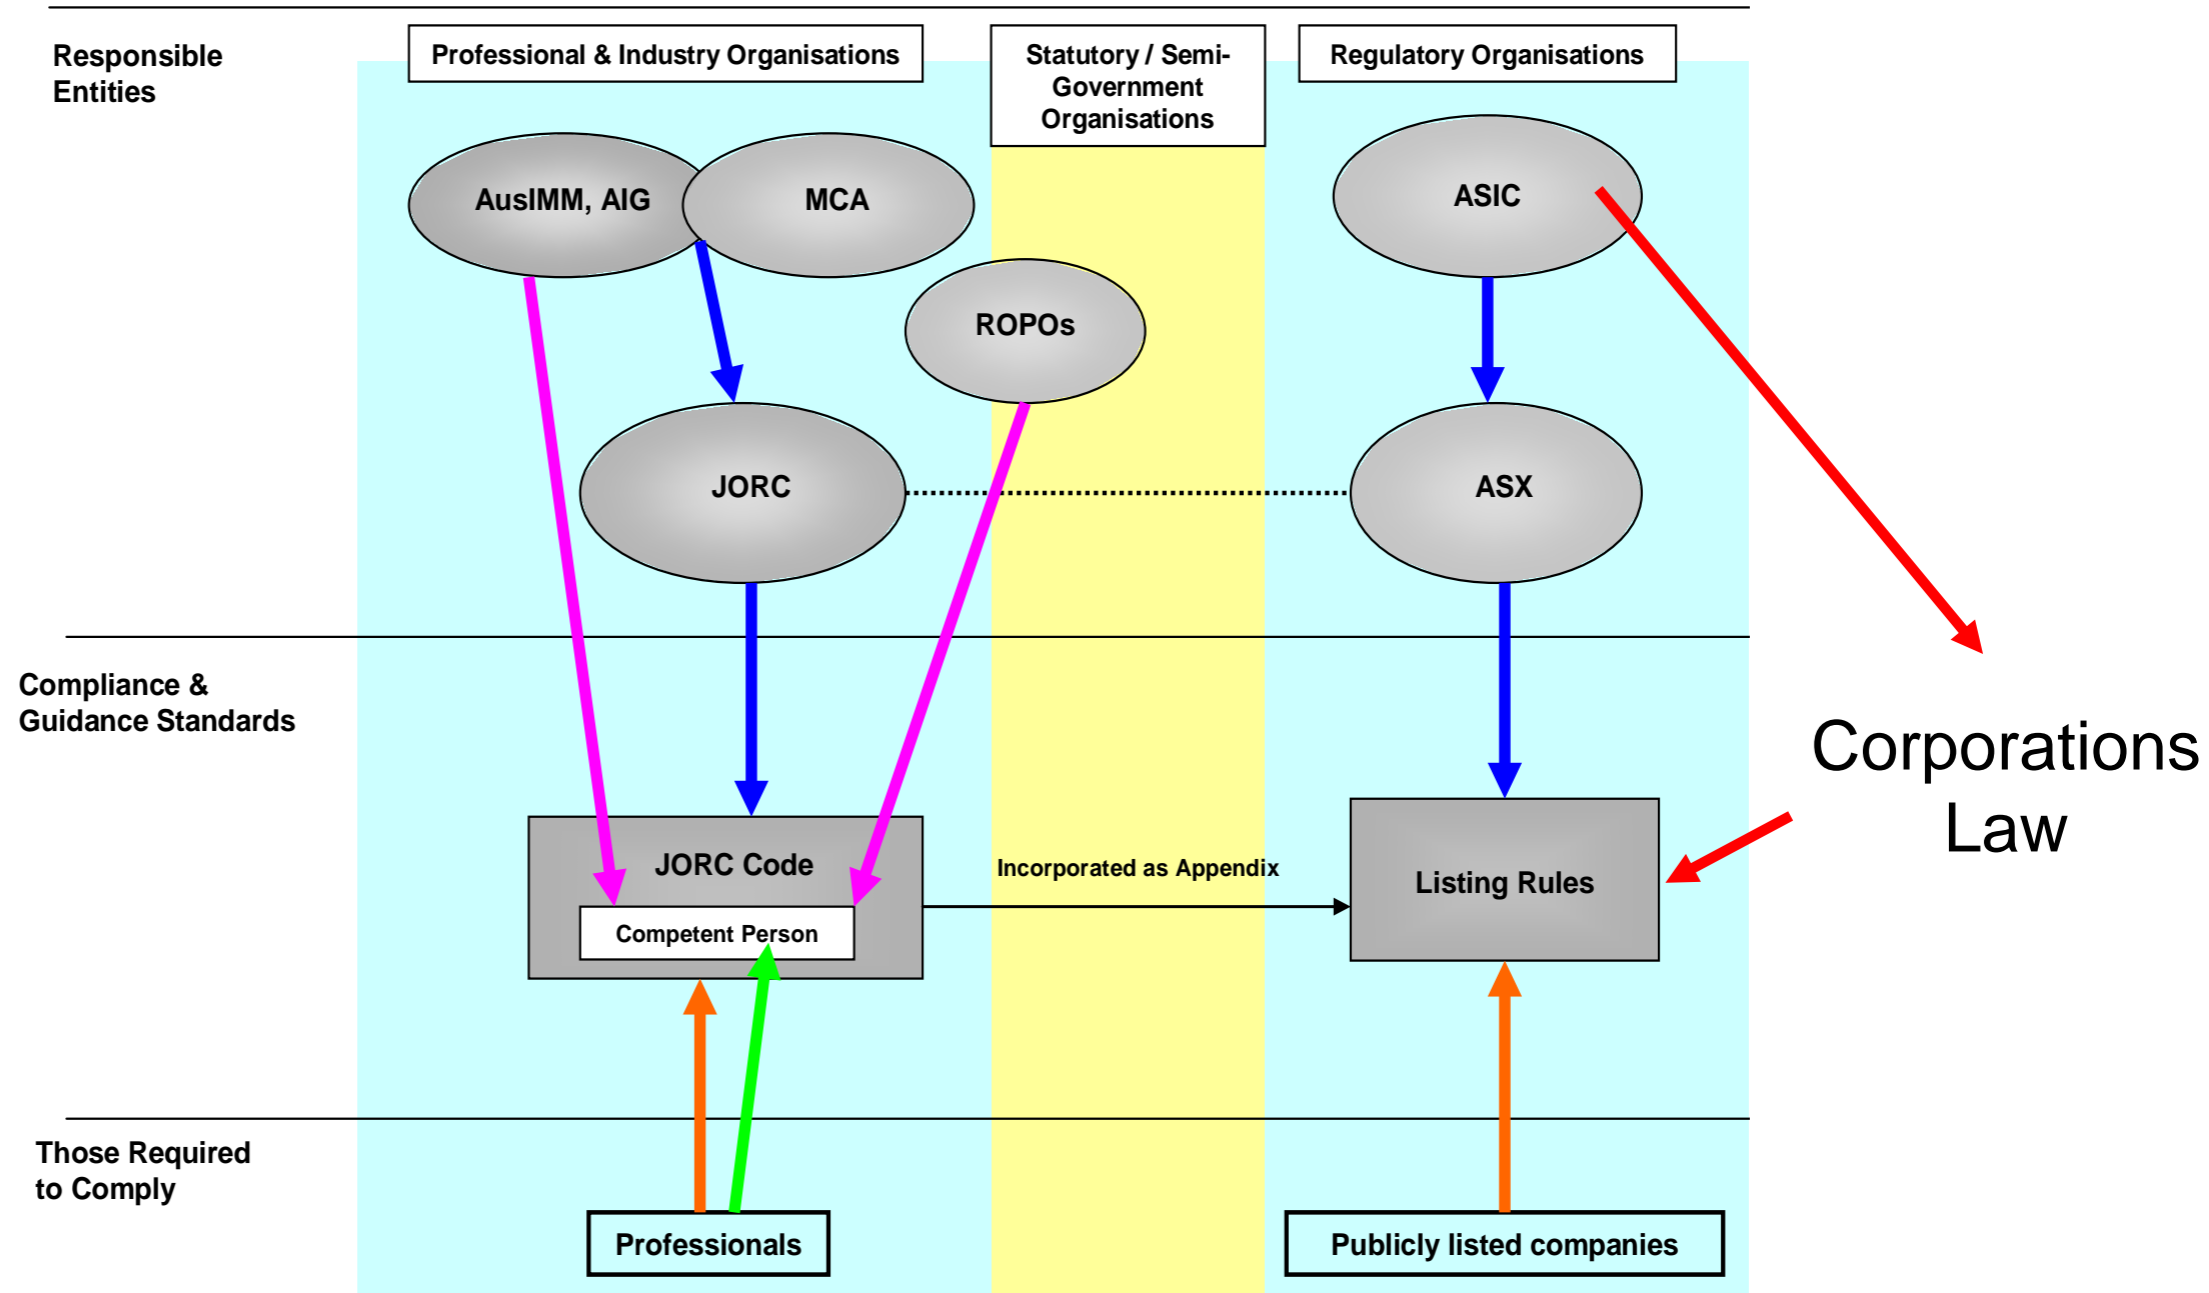 Responsible
Entities
Professional & Industry Organisations
Statutory / Semi-
Government
Organisations
Regulatory Organisations
AusIMM, AIG
MCA
ASIC
ROPOs
JORC
ASX
Compliance &
Guidance Standards
Corporations
Law
JORC Code
Incorporated as Appendix
Listing Rules
Competent Person
Those Required
to Comply
Professionals
Publicly listed companies